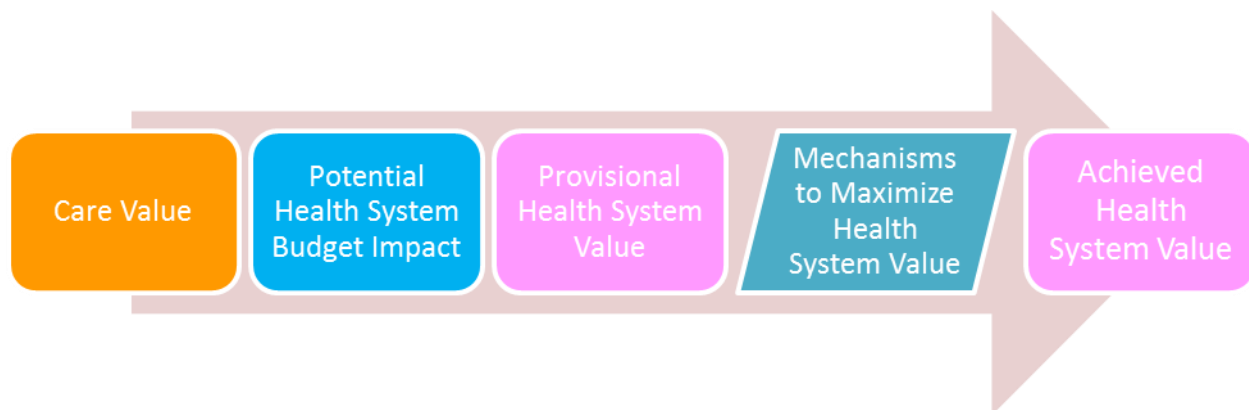 Care Value
Potential
Health System
Budget Impact
Provisional
Health System
Value
Mechanisms
to Maximize
Health
System Value
Achieved
Health
System Value